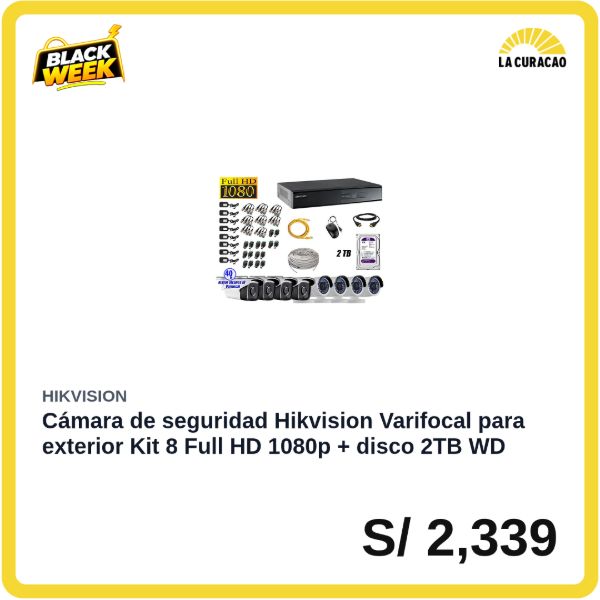 BLACK
WEEK
LA CURACAO
Full HD
1080
2 TB
HIKVISION
Cámara de seguridad Hikvision Varifocal para
exterior Kit 8 Full HD 1080p + disco 2TB WD
S/ 2,339